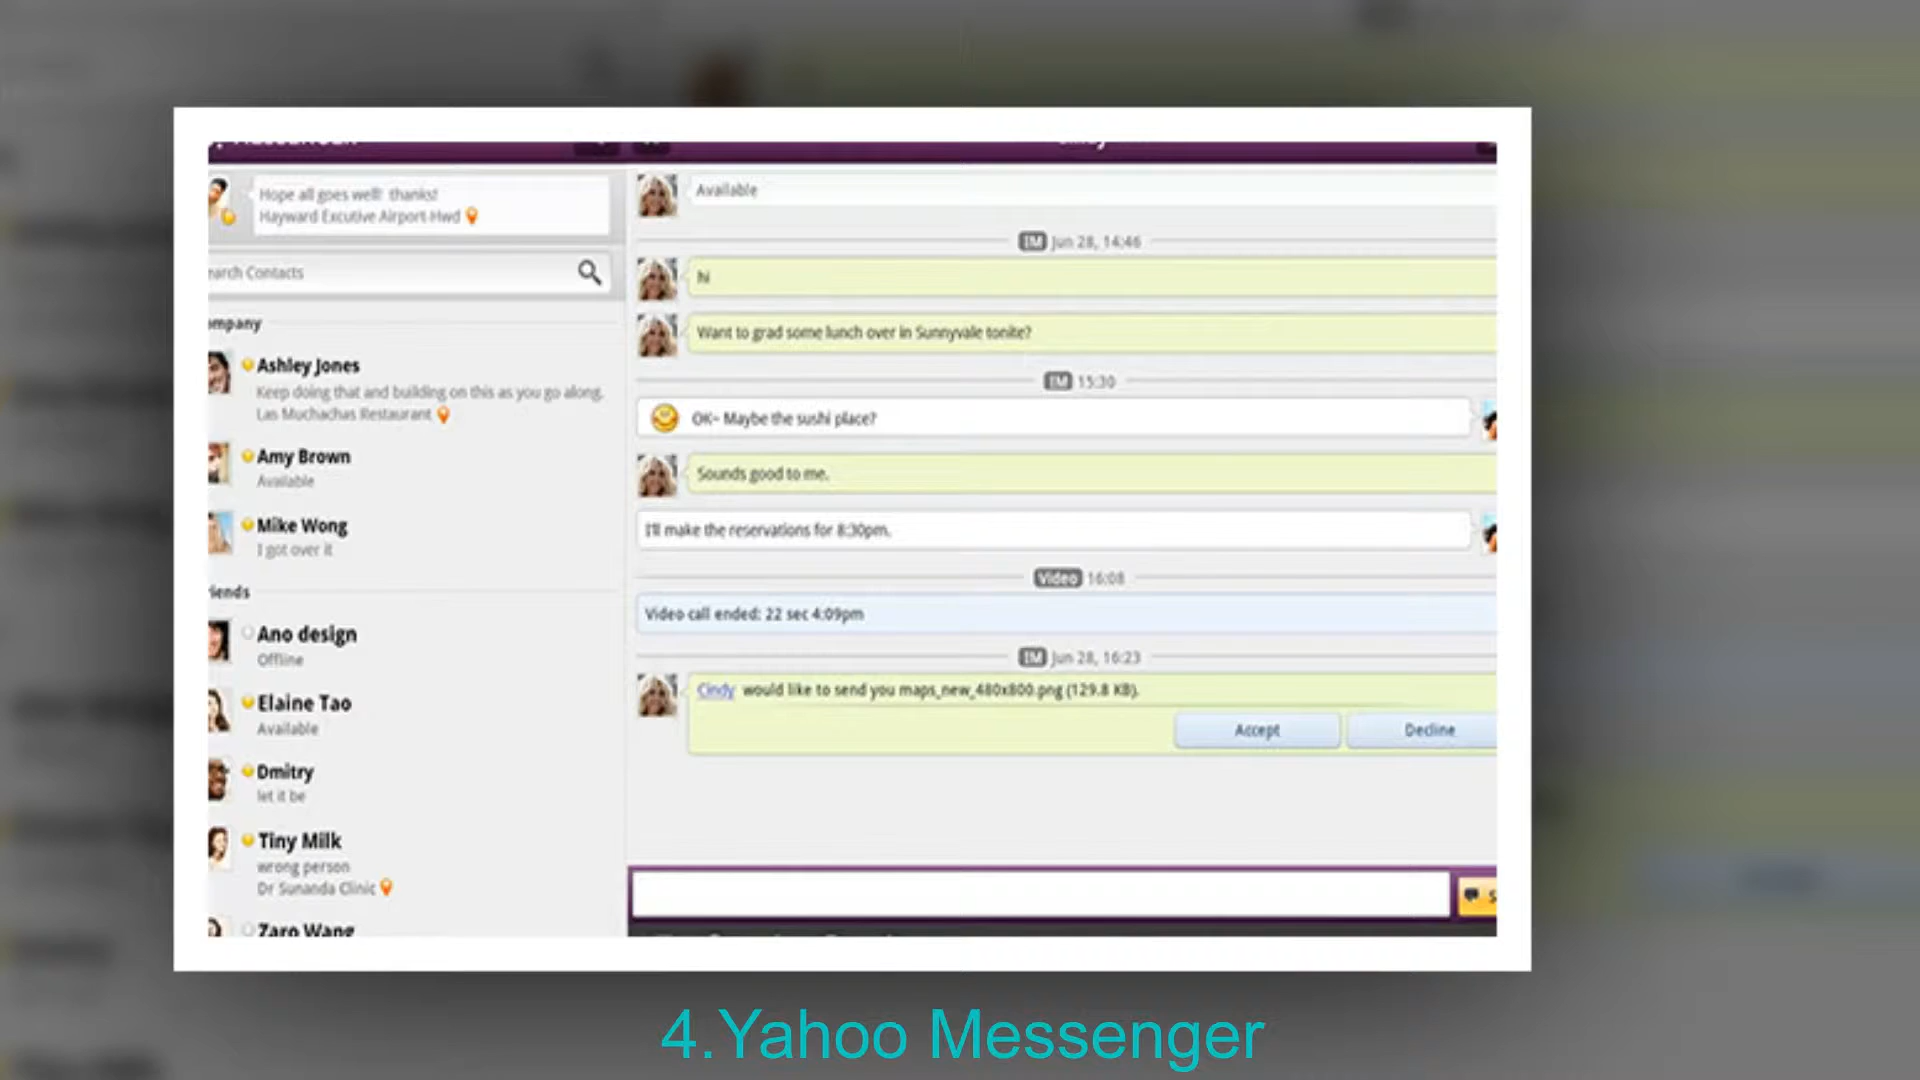 Hope all goes well! thanks!
Hayward Excutive Airport-Hwd
earch Contacts
ompany
Ashley Jones
Keep doing that and building on this as you go along.
Las Muchachas Restaurant
Amy Brown
Available
Mike Wong
I got over it
iends
Ano design
Offline
Elaine Tao
Available
Dmitry
let it be
Tiny Milk
wrong person
Dr Sunanda Clinic
Zaro Wang
Available
IM Jun 28, 14:46
hi
Want to grad some lunch over in Sunnyvale tonite?
IM 15:30
OK~ Maybe the sushi place?
Sounds good to me.
I'll make the reservations for 8:30pm.
Video 16:08
Video call ended: 22 sec 4:09pm
IM Jun 28, 16:23
Cindy would like to send you maps_new_480x800.png (129.8 KB).
Accept Decline
S
4.Yahoo Messenger